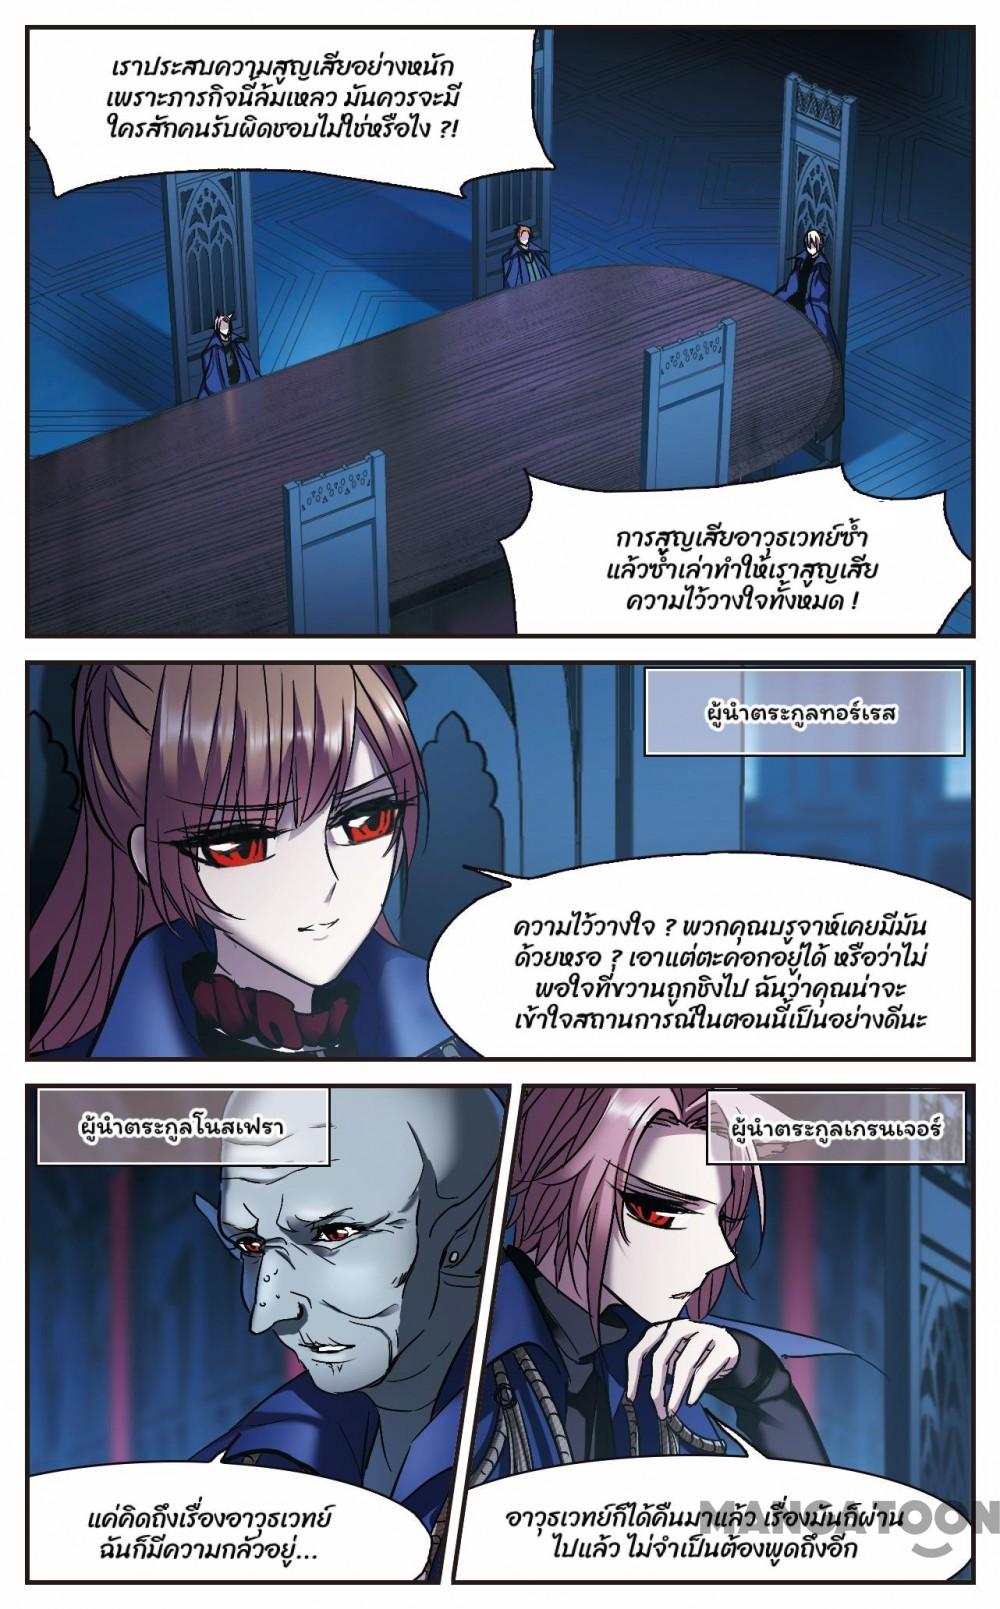 เราประสบความสูญเสียอย่างหนัก
เพราะภารกิจนี้ล้มเหลว มันควรจะมี
ใครสักคนรับผิดชอบไม่ใช่หรือไง ?!
การสูญเสียอาวุธเวทย์ซ้ำ
แล้วซ้ำเล่าทำให้เราสูญเสีย
ความไว้วางใจทั้งหมด !
ผู้นำตระกูลทอร์เรส
ความไว้วางใจ ? พวกคุณบรูจาห์เคยมีมัน
ด้วยหรอ ? เอาแต่ตะคอกอยู่ได้ หรือว่าไม่
พอใจที่ขวานถูกชิงไป ฉันว่าคุณน่าจะ
เข้าใจสถานการณ์ในตอนนี้เป็นอย่างดีนะ
ผู้นำตระกูลโนสเฟรา
ผู้นำตระกูลเกรนเจอร์
แค่คิดถึงเรื่องอาวุธเวทย์
ฉันก็มีความกลัวอยู่...
อาวุธเวทย์ก็ได้คืนมาแล้ว เรื่องมันก็ผ่าน
ไปแล้ว ไม่จำเป็นต้องพูดถึงอีก
MANGATOON